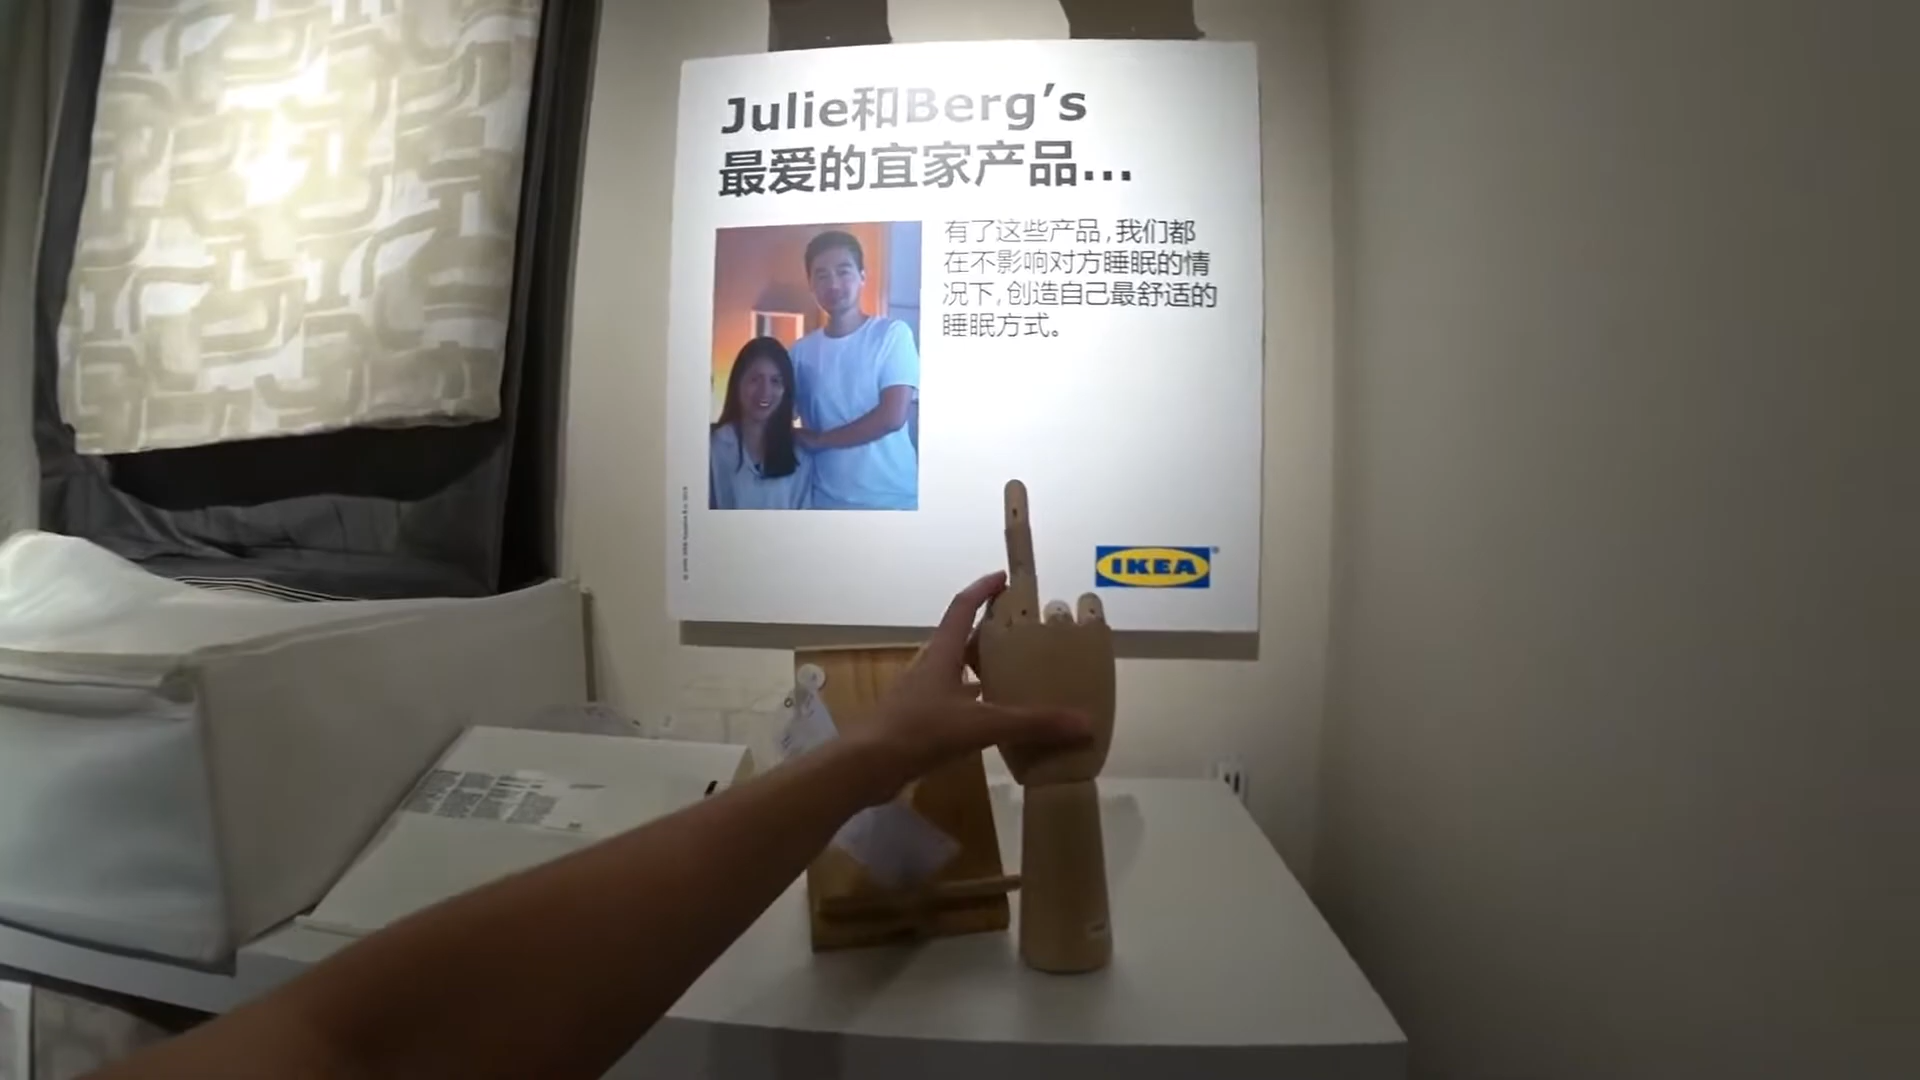 Julie和Berg's
最爱的宜家产品...
有了这些产品,我们都
在不影响对方睡眠的情
况下,创造自己最舒适的
睡眠方式。
IKEA